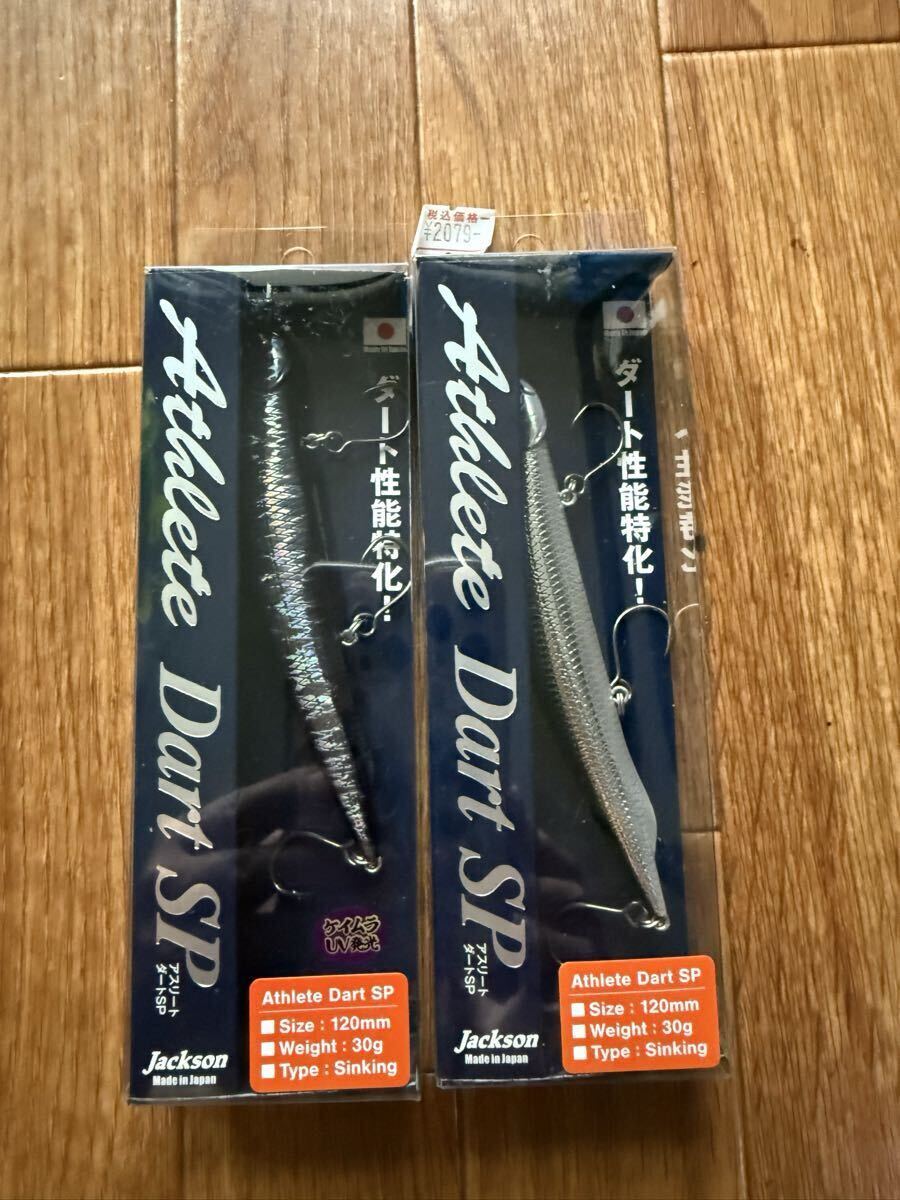 Athlete Dart SP
アスリート
ダートSP
ダート性能特化!
ケイムラ
UV発光
Athlete Dart SP
Size : 120mm
Weight : 30g
Type : Sinking
Jackson
Made in Japan
税込価格
¥2079-
Athlete Dart SP
アスリート
ダートSP
ダート性能特化!
Athlete Dart SP
Size : 120mm
Weight : 30g
Type : Sinking
Jackson
Made in Japan